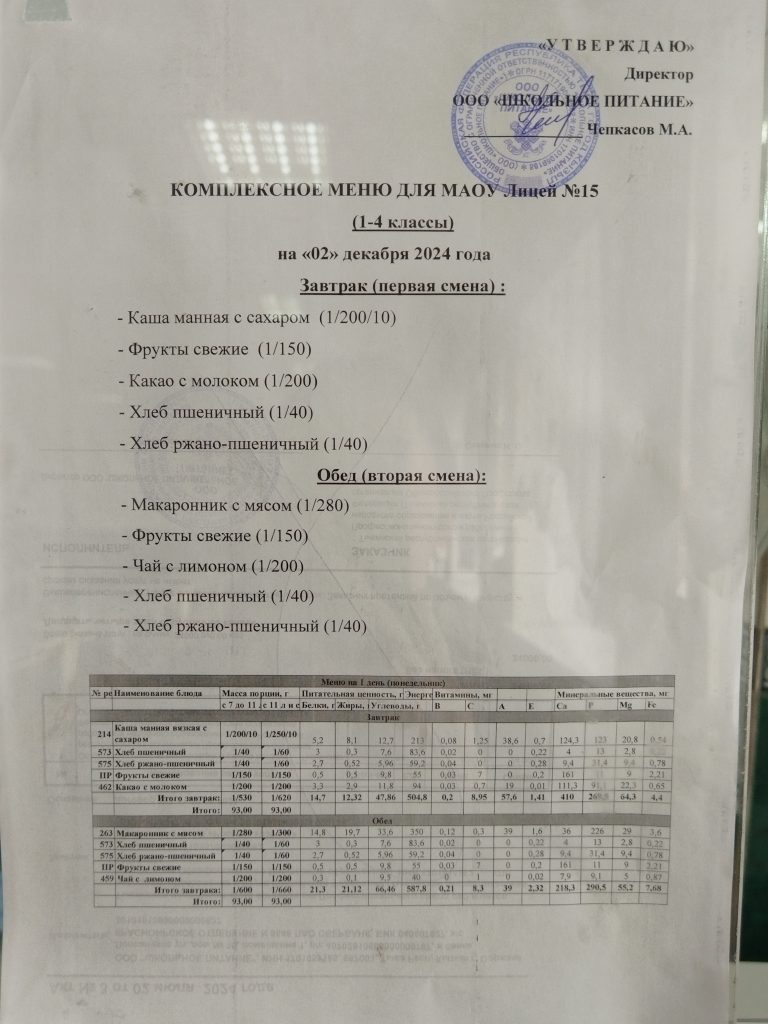 «У Т В Е Р Ж Д А Ю»
Директор
ООО «ШКОЛЬНОЕ ПИТАНИЕ»
Чепкасов М.А.
КОМПЛЕКСНОЕ МЕНЮ ДЛЯ МАОУ Лицей №15
(1-4 классы)
на «02» декабря 2024 года
Завтрак (первая смена) :
- Каша манная с сахаром (1/200/10)
- Фрукты свежие (1/150)
- Какао с молоком (1/200)
- Хлеб пшеничный (1/40)
- Хлеб ржано-пшеничный (1/40)
Обед (вторая смена):
- Макаронник с мясом (1/280)
- Фрукты свежие (1/150)
- Чай с лимоном (1/200)
- Хлеб пшеничный (1/40)
- Хлеб ржано-пшеничный (1/40)
Меню на 1 день (понедельник)
№ ре Наименование блюда Масса порции, г Питательная ценность, г Энерге Витамины, мг Минеральные вещества, мг
с 7 до 11 с 11 л и с Белки, г Жиры, г Углеводы, г B C A E Ca P Mg Fe
Завтрак
214 Каша манная вязкая с сахаром 1/200/10 1/250/10 5,2 8,1 12,7 213 0,08 1,25 38,6 0,7 124,3 123 20,8 0,54
573 Хлеб пшеничный 1/40 1/60 3 0,3 7,6 83,6 0,02 0 0 0,22 4 13 2,8
575 Хлеб ржано-пшеничный 1/40 1/60 2,7 0,52 5,96 59,2 0,04 0 0 0,28 9,4 31,4 9,4 0,78
ПР Фрукты свежие 1/150 1/150 0,5 0,5 9,8 55 0,03 7 0 0,2 161 11 9 2,21
462 Какао с молоком 1/200 1/200 3,3 2,9 11,8 94 0,03 0,7 19 0,01 111,3 91,1 22,3 0,65
Итого завтрак: 1/530 1/620 14,7 12,32 47,86 504,8 0,2 8,95 57,6 1,41 410 269,5 64,3 4,4
Итого: 93,00 93,00
Обед
263 Макаронник с мясом 1/280 1/300 14,8 19,7 33,6 350 0,12 0,3 39 1,6 36 226 29 3,6
573 Хлеб пшеничный 1/40 1/60 3 0,3 7,6 83,6 0,02 0 0 0,22 4 13 2,8 0,22
575 Хлеб ржано-пшеничный 1/40 1/60 2,7 0,52 5,96 59,2 0,04 0 0 0,28 9,4 31,4 9,4 0,78
ПР Фрукты свежие 1/150 1/150 0,5 0,5 9,8 55 0,03 7 0 0,2 161 11 9 2,21
459 Чай с лимоном 1/200 1/200 0,3 0,1 9,5 40 0 1 0 0,02 7,9 9,1 5 0,87
Итого завтрака: 1/600 1/660 21,3 21,12 66,46 587,8 0,21 8,3 39 2,32 218,3 290,5 55,2 7,68
Итого: 93,00 93,00